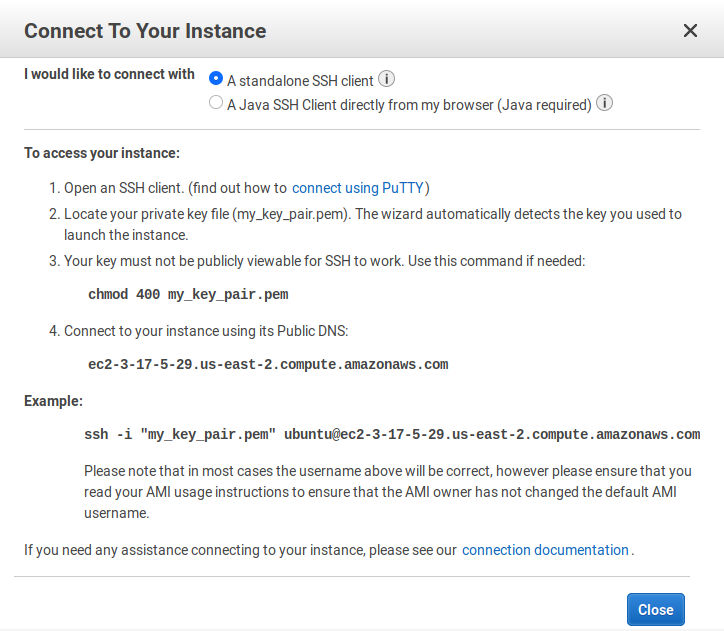 Connect To Your Instance
I would like to connect with
A standalone SSH client
A Java SSH Client directly from my browser (Java required)
To access your instance:
1. Open an SSH client. (find out how to connect using PuTTY)
2. Locate your private key file (my_key_pair.pem). The wizard automatically detects the key you used to
launch the instance.
3. Your key must not be publicly viewable for SSH to work. Use this command if needed:
chmod 400 my_key_pair.pem
4. Connect to your instance using its Public DNS:
ec2-3-17-5-29.us-east-2.compute.amazonaws.com
Example:
ssh -i "my_key_pair.pem" ubuntu@ec2-3-17-5-29.us-east-2.compute.amazonaws.com
Please note that in most cases the username above will be correct, however please ensure that you
read your AMI usage instructions to ensure that the AMI owner has not changed the default AMI
username.
If you need any assistance connecting to your instance, please see our connection documentation .
Close